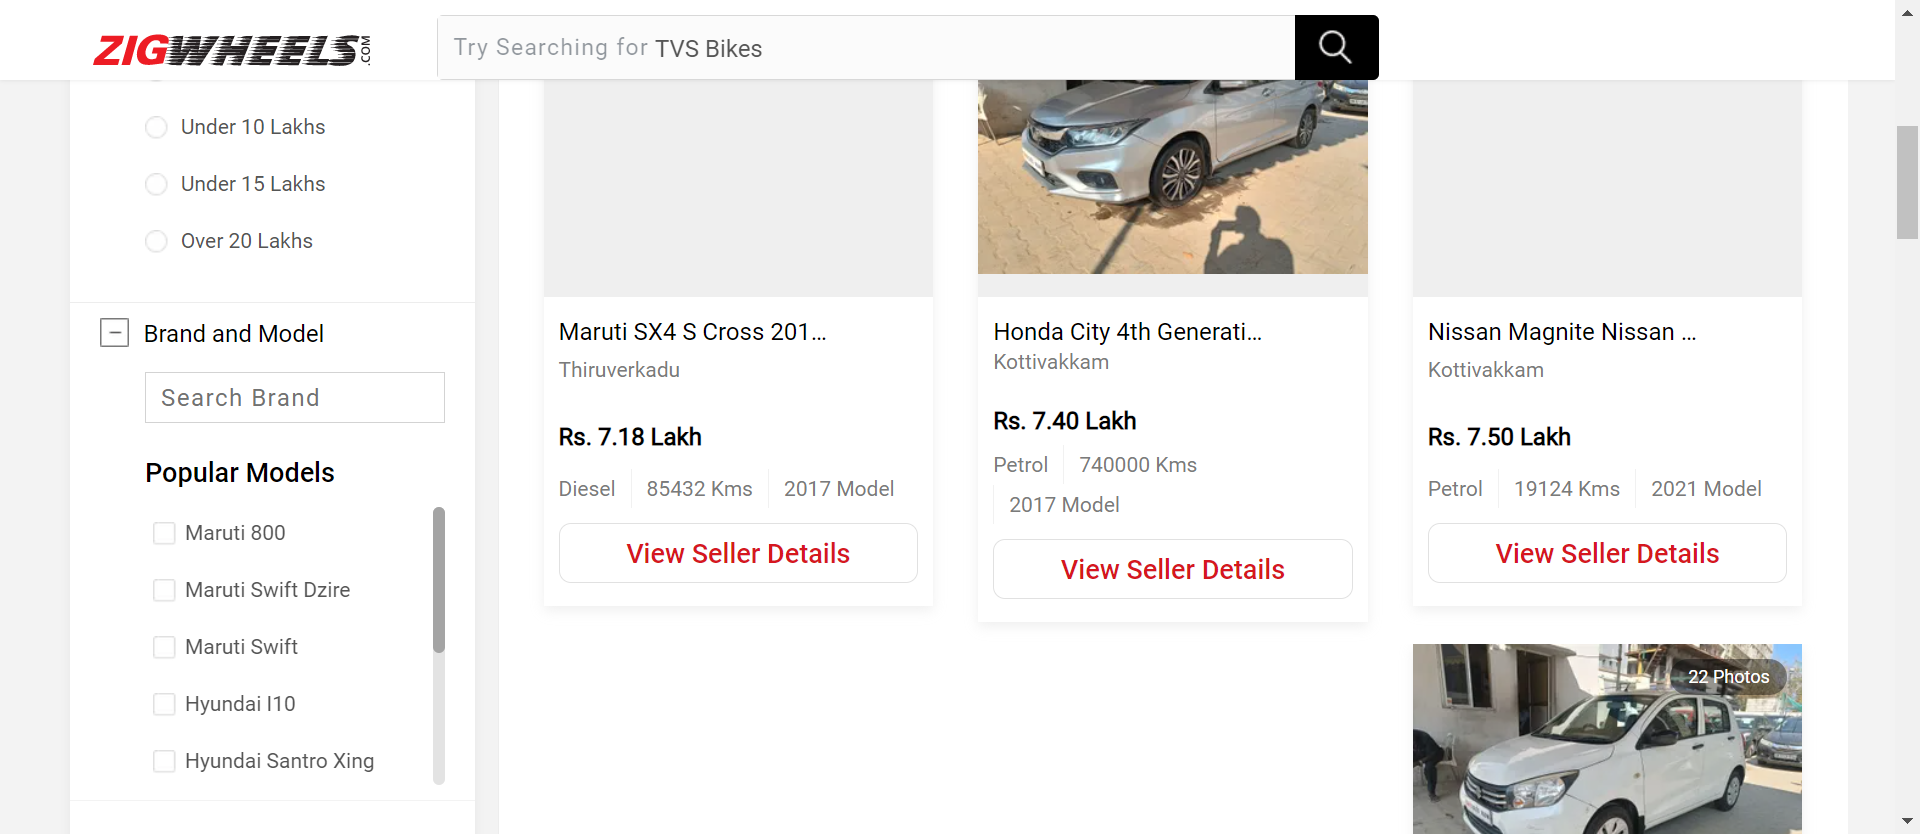 ZIGWHEELS.COM
Try Searching for TVS Bikes
Under 10 Lakhs
Under 15 Lakhs
Over 20 Lakhs
Brand and Model
Search Brand
Popular Models
Maruti 800
Maruti Swift Dzire
Maruti Swift
Hyundai I10
Hyundai Santro Xing
Maruti SX4 S Cross 201...
Thiruverkadu
Rs. 7.18 Lakh
Diesel 85432 Kms 2017 Model
View Seller Details
Honda City 4th Generati...
Kottivakkam
Rs. 7.40 Lakh
Petrol 740000 Kms
2017 Model
View Seller Details
Nissan Magnite Nissan ...
Kottivakkam
Rs. 7.50 Lakh
Petrol 19124 Kms 2021 Model
View Seller Details
22 Photos